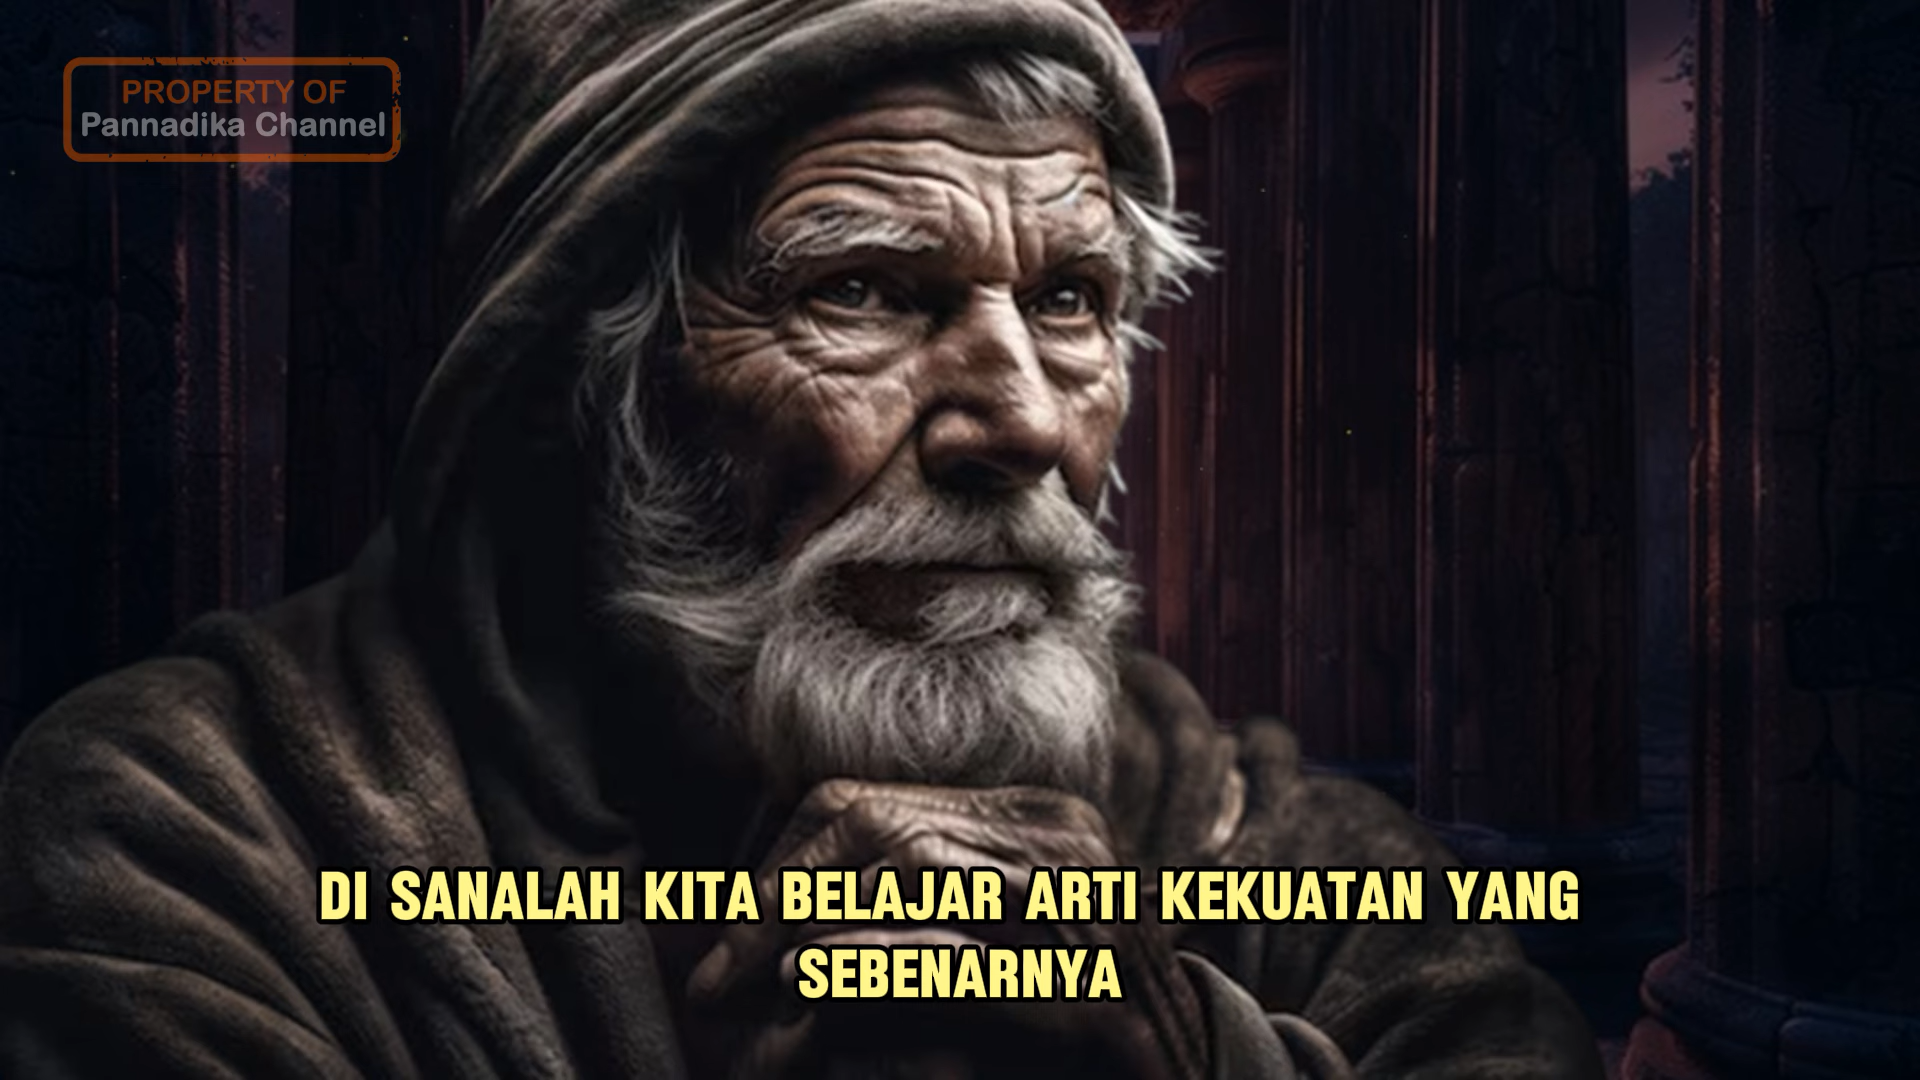 PROPERTY OF
Pannadika Channel
DI SANALAH KITA BELAJAR ARTI KEKUATAN YANG
SEBENARNYA